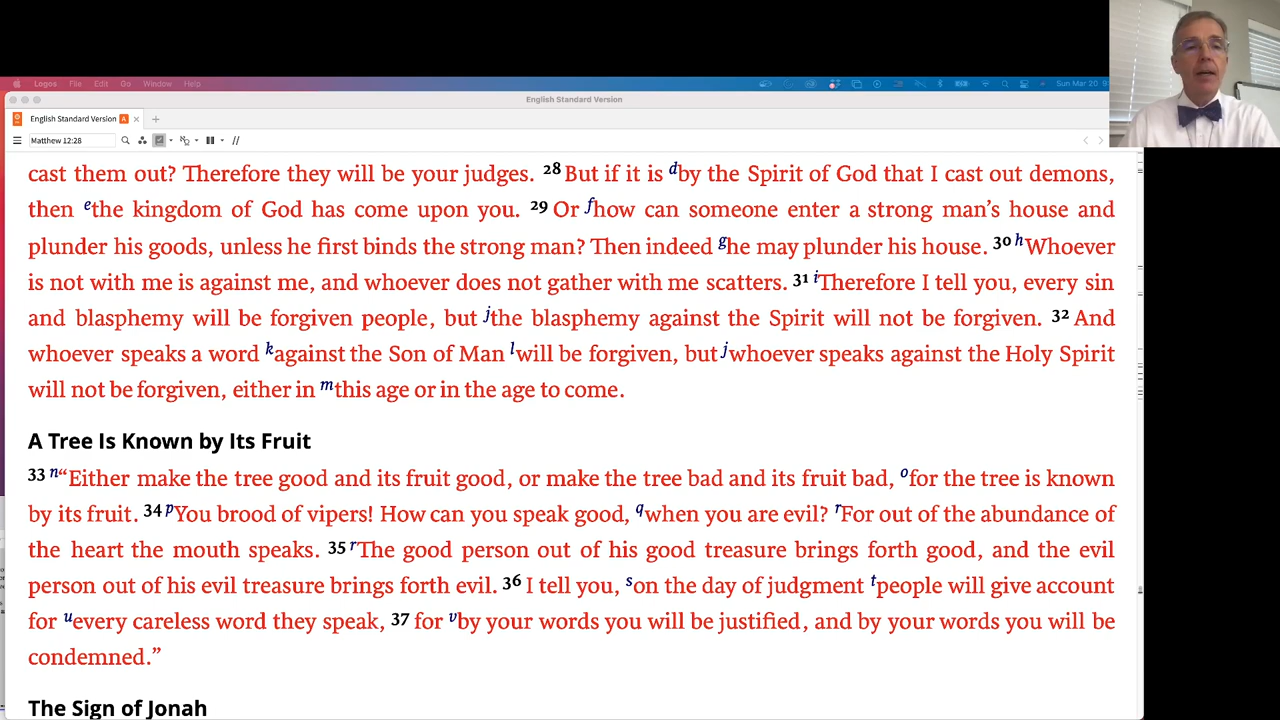 Logos File Edit Go Window Help Sun Mar 20
English Standard Version
English Standard Version A
Matthew 12:28
cast them out? Therefore they will be your judges. 28 But if it is d by the Spirit of God that I cast out demons,
then e the kingdom of God has come upon you. 29 Or f how can someone enter a strong man’s house and
plunder his goods, unless he first binds the strong man? Then indeed g he may plunder his house. 30 h Whoever
is not with me is against me, and whoever does not gather with me scatters. 31 i Therefore I tell you, every sin
and blasphemy will be forgiven people, but j the blasphemy against the Spirit will not be forgiven. 32 And
whoever speaks a word k against the Son of Man l will be forgiven, but j whoever speaks against the Holy Spirit
will not be forgiven, either in m this age or in the age to come.
A Tree Is Known by Its Fruit
33 n “Either make the tree good and its fruit good, or make the tree bad and its fruit bad, o for the tree is known
by its fruit. 34 p You brood of vipers! How can you speak good, q when you are evil? r For out of the abundance of
the heart the mouth speaks. 35 r The good person out of his good treasure brings forth good, and the evil
person out of his evil treasure brings forth evil. 36 I tell you, s on the day of judgment t people will give account
for u every careless word they speak, 37 for v by your words you will be justified, and by your words you will be
condemned.”
The Sign of Jonah